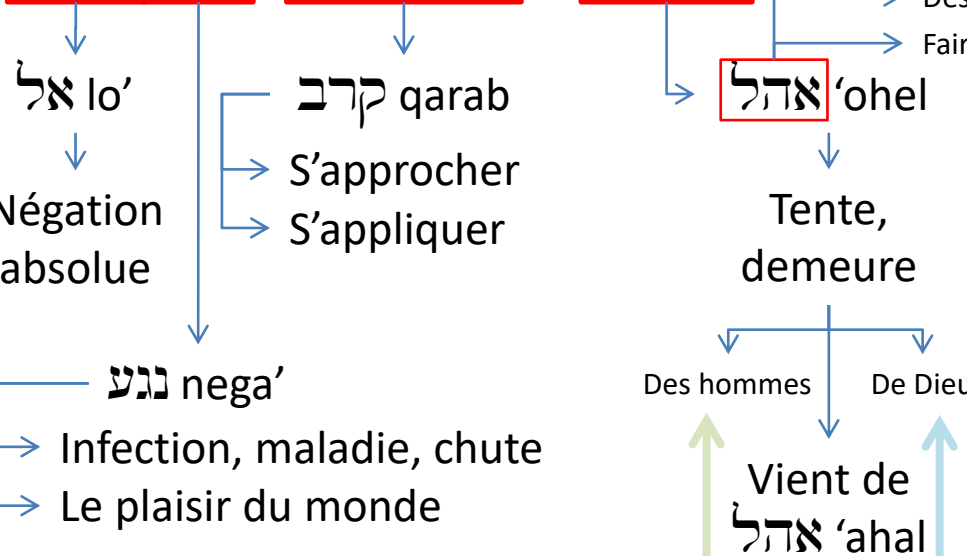 Fair
אל lo’
קרב qarab
אהל ‘ohel
S’approcher
S’appliquer
Négation
absolue
Tente,
demeure
נגע nega’
Des hommes
De Dieu
Infection, maladie, chute
Le plaisir du monde
Vient de
אהל ‘ahal